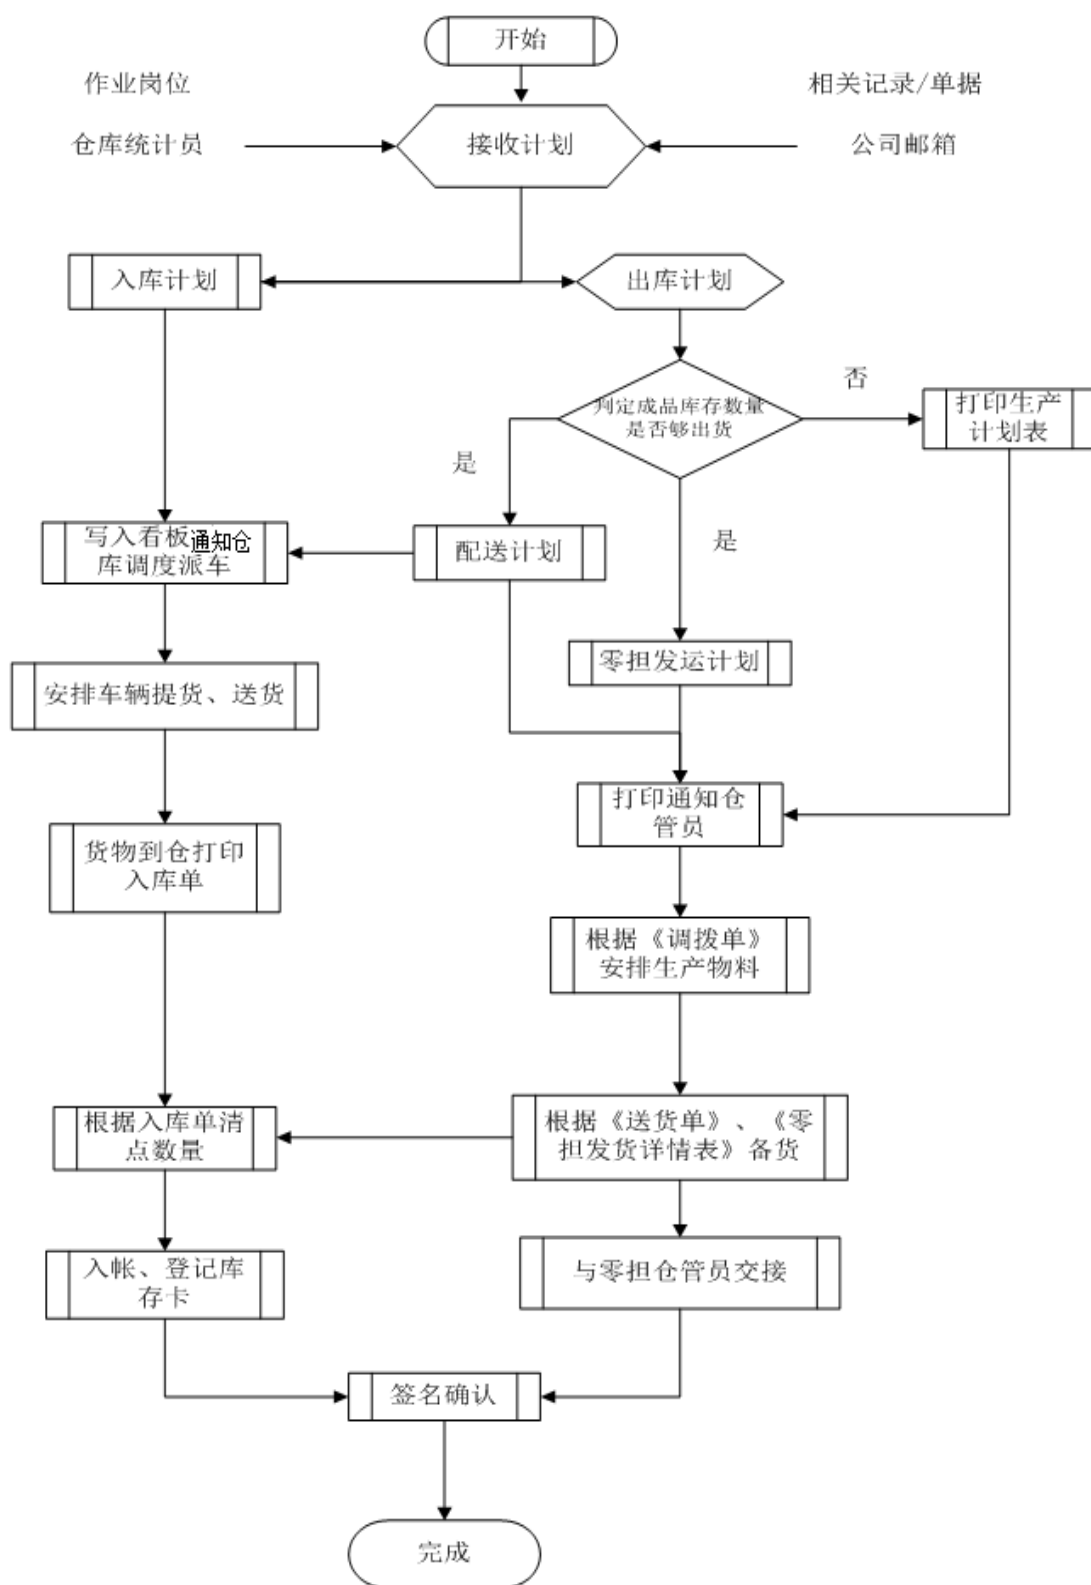 开始
作业岗位
相关记录/单据
仓库统计员
接收计划
公司邮箱
入库计划
出库计划
否
判定成品库存数量
是否够出货
打印生产
计划表
是
写入看板通知仓
库调度派车
配送计划
是
零担发运计划
安排车辆提货、送货
打印通知仓
管员
货物到仓打印
入库单
根据《调拨单》
安排生产物料
根据入库单清
点数量
根据《送货单》、《零
担发货详情表》备货
入帐、登记库
存卡
与零担仓管员交接
签名确认
完成